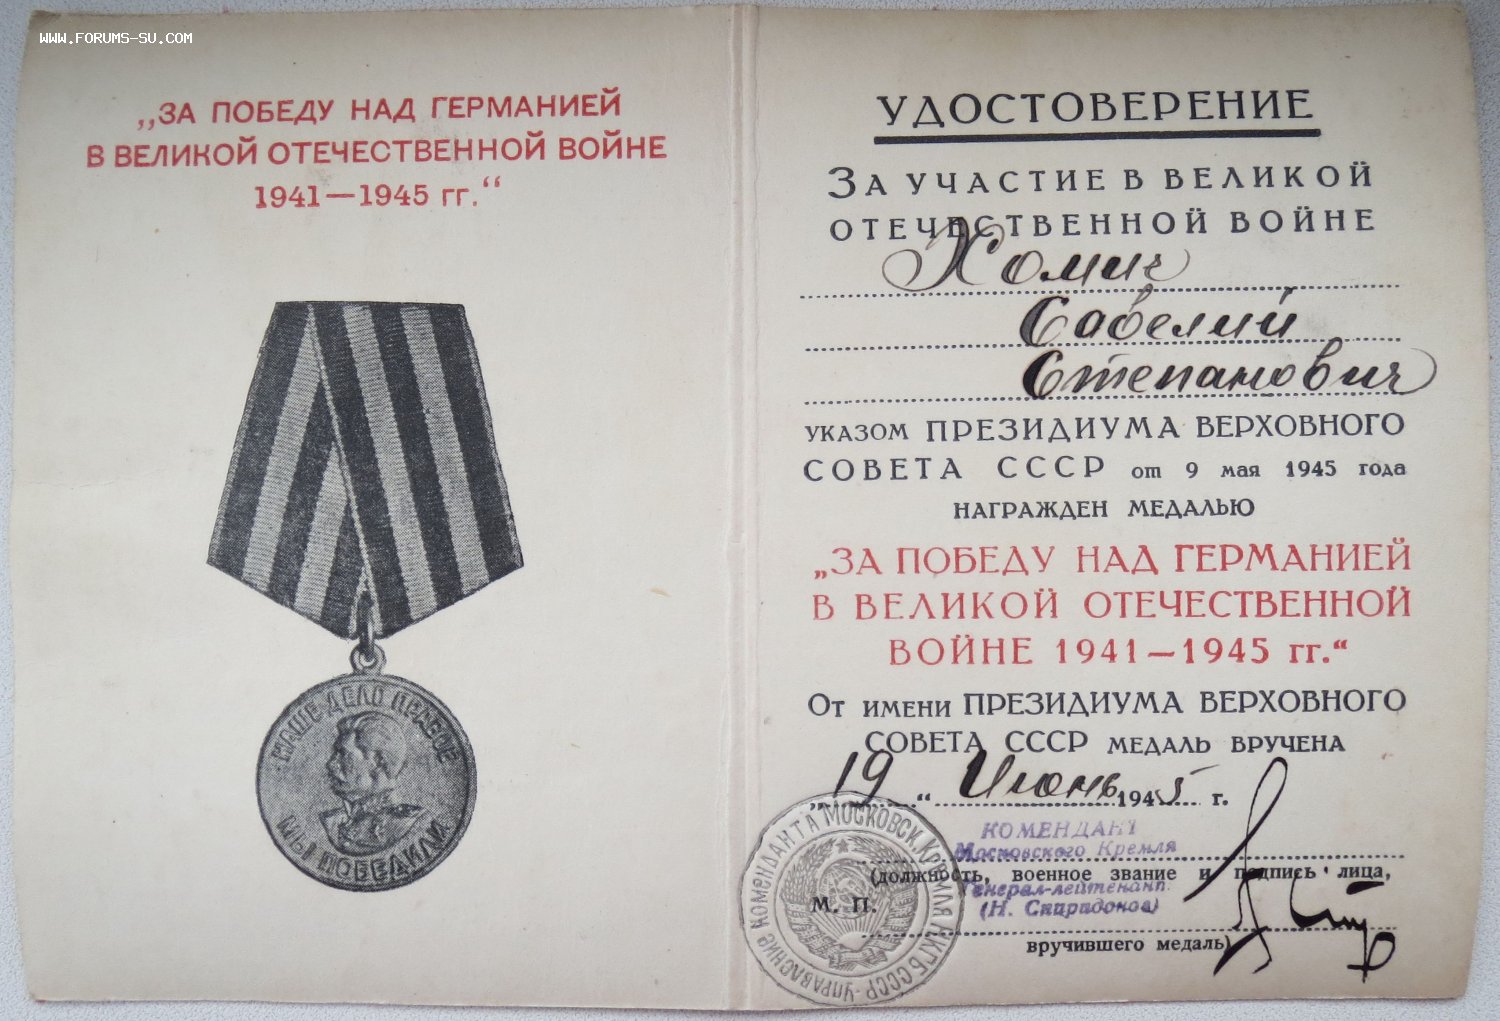 www.forums-su.com
„ЗА ПОБЕДУ НАД ГЕРМАНИЕЙ
В ВЕЛИКОЙ ОТЕЧЕСТВЕННОЙ ВОЙНЕ
1941—1945 гг.“
НАШЕ ДЕЛО ПРАВОЕ
МЫ ПОБЕДИЛИ
УДОСТОВЕРЕНИЕ
ЗА УЧАСТИЕ В ВЕЛИКОЙ
ОТЕЧЕСТВЕННОЙ ВОЙНЕ
Хомич
Савелий
Степанович
УКАЗОМ ПРЕЗИДИУМА ВЕРХОВНОГО
СОВЕТА СССР от 9 мая 1945 года
НАГРАЖДЕН МЕДАЛЬЮ
„ЗА ПОБЕДУ НАД ГЕРМАНИЕЙ
В ВЕЛИКОЙ ОТЕЧЕСТВЕННОЙ
ВОЙНЕ 1941—1945 гг.“
От имени ПРЕЗИДИУМА ВЕРХОВНОГО
СОВЕТА СССР МЕДАЛЬ ВРУЧЕНА
„19“ Июнь 1945 г.
КОМЕНДАНТ
Московского Кремля
(должность, военное звание и подпись лица,
Генерал-лейтенант
М. П.
(Н. Спиридонов)
вручившего медаль)
УПРАВЛЕНИЕ КОМЕНДАНТА МОСКОВСК. КРЕМЛЯ НКГБ СССР